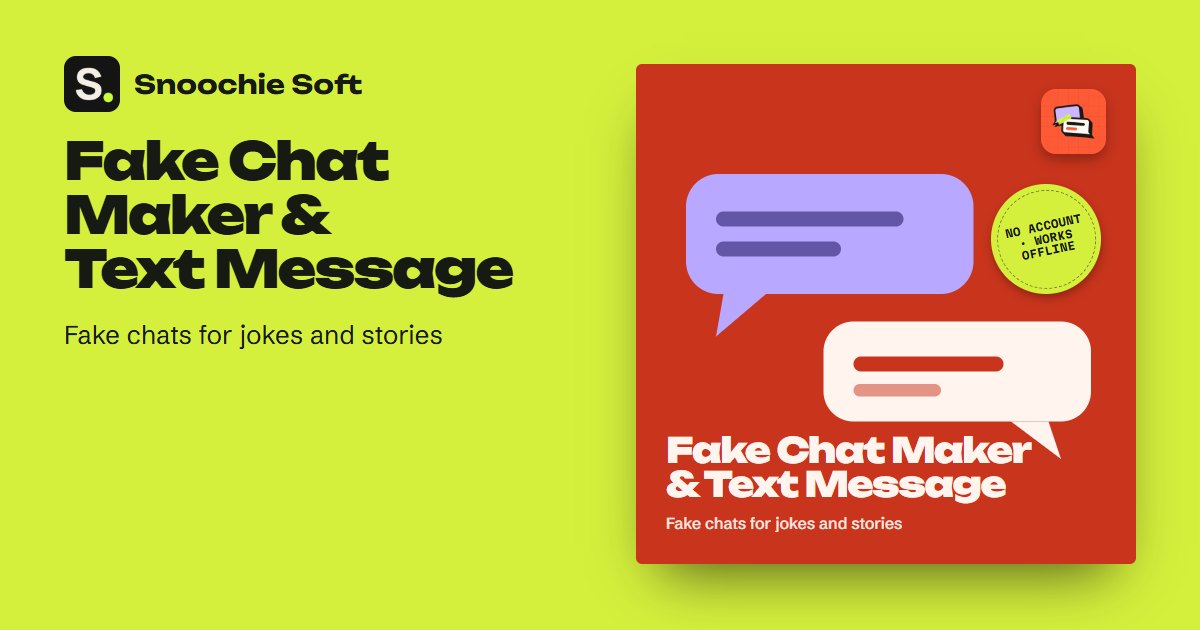 S.
Snoochie Soft
Fake Chat
Maker &
Text Message
Fake chats for jokes and stories
NO ACCOUNT
· WORKS
OFFLINE
Fake Chat Maker
& Text Message
Fake chats for jokes and stories